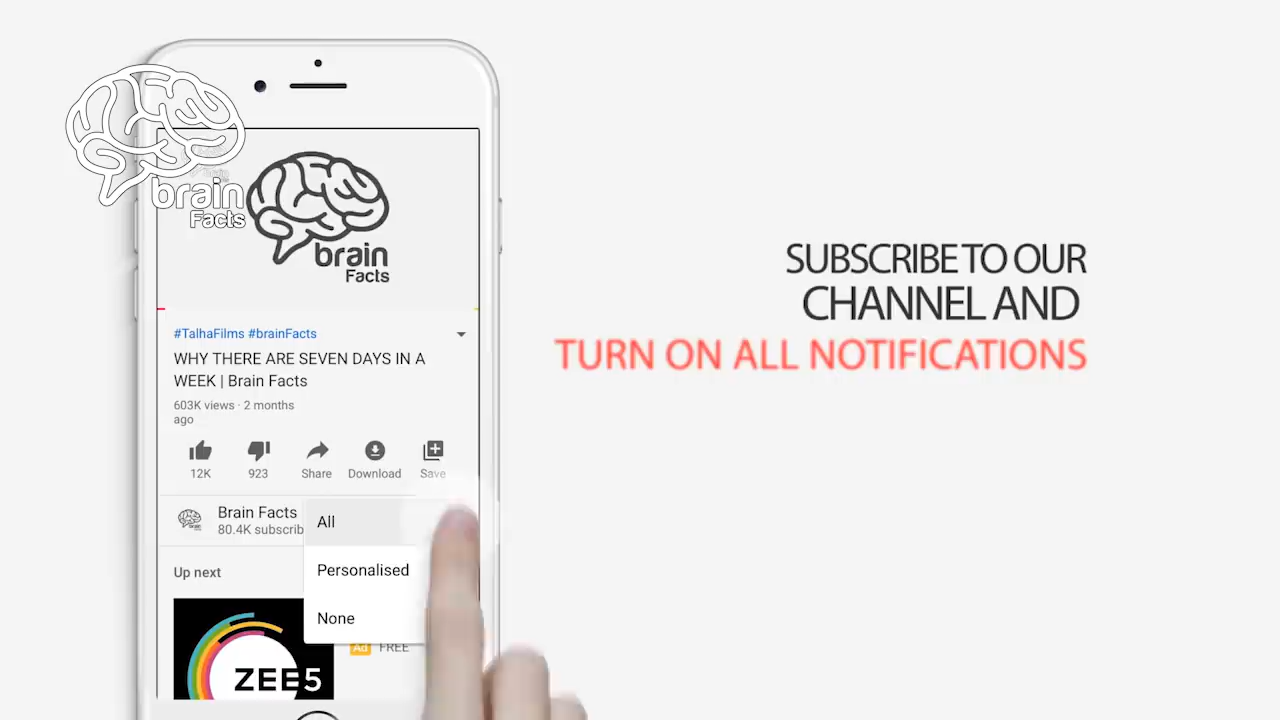 brain
Facts
brain
Facts
#TalhaFilms #brainFacts
WHY THERE ARE SEVEN DAYS IN A
WEEK | Brain Facts
603K views · 2 months
ago
12K
923
Share
Download
Save
Brain Facts
80.4K subscrib
All
Personalised
None
Up next
ZEE5
Ad
FREE
SUBSCRIBE TO OUR
CHANNEL AND
TURN ON ALL NOTIFICATIONS